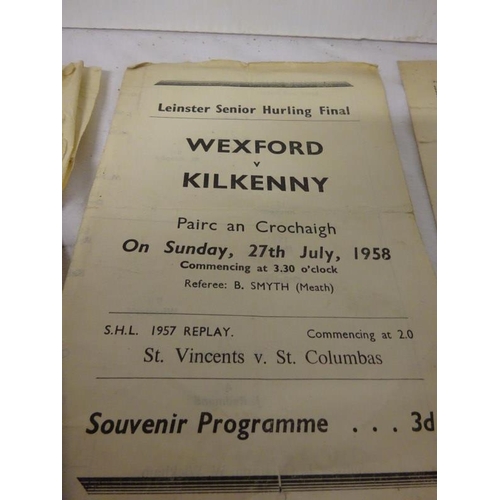 Leinster Senior Hurling Final
WEXFORD
v
KILKENNY
Pairc an Crochaigh
On Sunday, 27th July, 1958
Commencing at 3.30 o'clock
Referee: B. SMYTH (Meath)
S.H.L. 1957 REPLAY. Commencing at 2.0
St. Vincents v. St. Columbas
Souvenir Programme . . . 3d